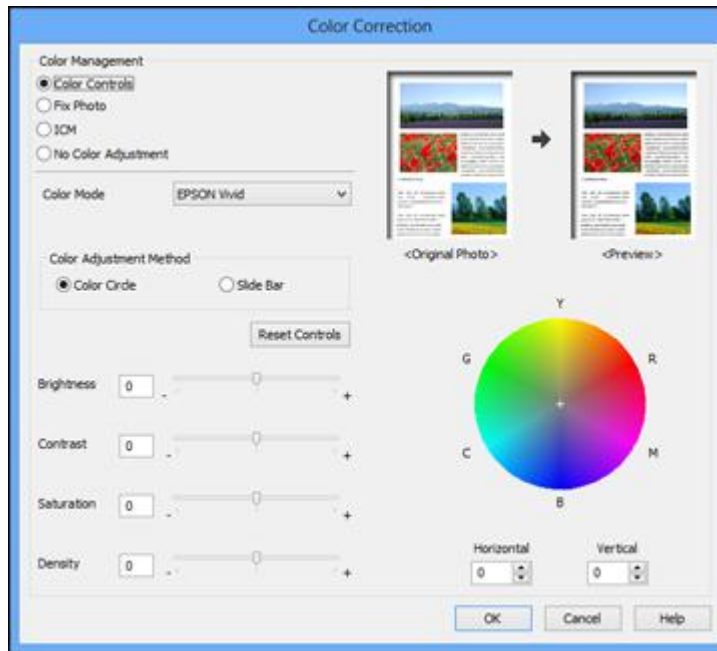 Color Correction
Color Management
Color Controls
Fix Photo
ICM
No Color Adjustment
Color Mode
EPSON Vivid
Color Adjustment Method
Color Circle
Slide Bar
Reset Controls
Brightness 0 - +
Contrast 0 - +
Saturation 0 - +
Density 0 - +
<Original Photo>
<Preview>
Y
G R
C M
B
Horizontal Vertical
0 0
OK Cancel Help